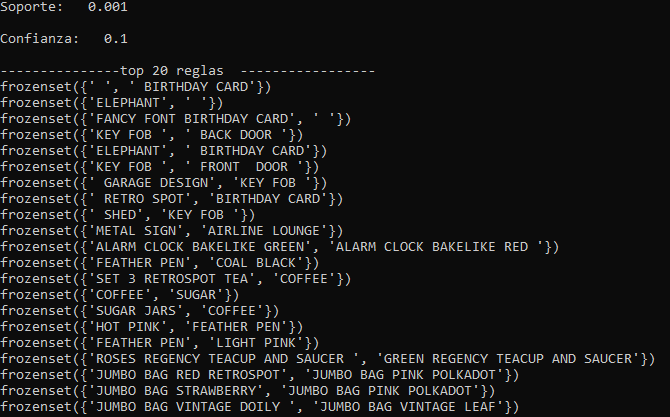 Soporte:   0.001
Confianza:   0.1
---------------top 20 reglas  -----------------
frozenset({' ', ' BIRTHDAY CARD'})
frozenset({'ELEPHANT', ' '})
frozenset({'FANCY FONT BIRTHDAY CARD', ' '})
frozenset({'KEY FOB ', ' BACK DOOR '})
frozenset({'ELEPHANT', ' BIRTHDAY CARD'})
frozenset({'KEY FOB ', ' FRONT  DOOR '})
frozenset({' GARAGE DESIGN', 'KEY FOB '})
frozenset({' RETRO SPOT', 'BIRTHDAY CARD'})
frozenset({' SHED', 'KEY FOB '})
frozenset({'METAL SIGN', 'AIRLINE LOUNGE'})
frozenset({'ALARM CLOCK BAKELIKE GREEN', 'ALARM CLOCK BAKELIKE RED '})
frozenset({'FEATHER PEN', 'COAL BLACK'})
frozenset({'SET 3 RETROSPOT TEA', 'COFFEE'})
frozenset({'COFFEE', 'SUGAR'})
frozenset({'SUGAR JARS', 'COFFEE'})
frozenset({'HOT PINK', 'FEATHER PEN'})
frozenset({'FEATHER PEN', 'LIGHT PINK'})
frozenset({'ROSES REGENCY TEACUP AND SAUCER ', 'GREEN REGENCY TEACUP AND SAUCER'})
frozenset({'JUMBO BAG RED RETROSPOT', 'JUMBO BAG PINK POLKADOT'})
frozenset({'JUMBO BAG STRAWBERRY', 'JUMBO BAG PINK POLKADOT'})
frozenset({'JUMBO BAG VINTAGE DOILY ', 'JUMBO BAG VINTAGE LEAF'})